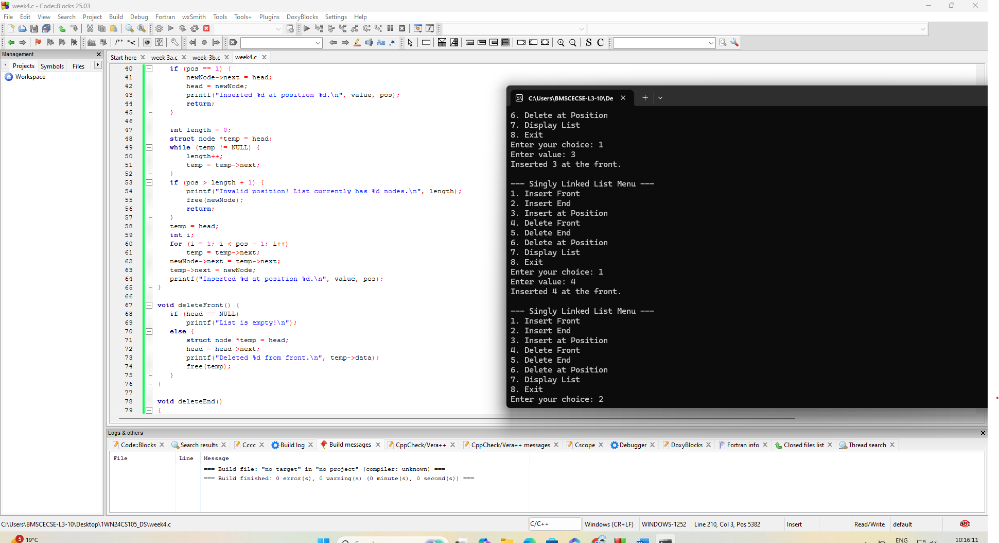 week4.c - Code::Blocks 25.03
File Edit View Search Project Build Debug Fortran wxSmith Tools Tools+ Plugins DoxyBlocks Settings Help
/** *<
Aa .*
S C
Management
Projects Symbols Files
Workspace
Start here week 3a.c week-3b.c week4.c
40 if (pos == 1) {
41 newNode->next = head;
42 head = newNode;
43 printf("Inserted %d at position %d.\n", value, pos);
44 return;
45 }
46
47 int length = 0;
48 struct node *temp = head;
49 while (temp != NULL) {
50 length++;
51 temp = temp->next;
52 }
53 if (pos > length + 1) {
54 printf("Invalid position! List currently has %d nodes.\n", length);
55 free(newNode);
56 return;
57 }
58 temp = head;
59 int i;
60 for (i = 1; i < pos - 1; i++)
61 temp = temp->next;
62 newNode->next = temp->next;
63 temp->next = newNode;
64 printf("Inserted %d at position %d.\n", value, pos);
65 }
66
67 void deleteFront() {
68 if (head == NULL)
69 printf("List is empty!\n");
70 else {
71 struct node *temp = head;
72 head = head->next;
73 printf("Deleted %d from front.\n", temp->data);
74 free(temp);
75 }
76 }
77
78 void deleteEnd()
79 {
C:\Users\BMSCECSE-L3-10\De
6. Delete at Position
7. Display List
8. Exit
Enter your choice: 1
Enter value: 3
Inserted 3 at the front.
--- Singly Linked List Menu ---
1. Insert Front
2. Insert End
3. Insert at Position
4. Delete Front
5. Delete End
6. Delete at Position
7. Display List
8. Exit
Enter your choice: 1
Enter value: 4
Inserted 4 at the front.
--- Singly Linked List Menu ---
1. Insert Front
2. Insert End
3. Insert at Position
4. Delete Front
5. Delete End
6. Delete at Position
7. Display List
8. Exit
Enter your choice: 2
Logs & others
Code::Blocks Search results Cccc Build log Build messages CppCheck/Vera++ CppCheck/Vera++ messages Cscope Debugger DoxyBlocks Fortran info Closed files list Thread search
File Line Message
=== Build file: "no target" in "no project" (compiler: unknown) ===
=== Build finished: 0 error(s), 0 warning(s) (0 minute(s), 0 second(s)) ===
C:\Users\BMSCECSE-L3-10\Desktop\1WN24CS105_DS\week4.c C/C++ Windows (CR+LF) WINDOWS-1252 Line 210, Col 3, Pos 5382 Insert Read/Write default abc
5 19°C ENG 10:16:11